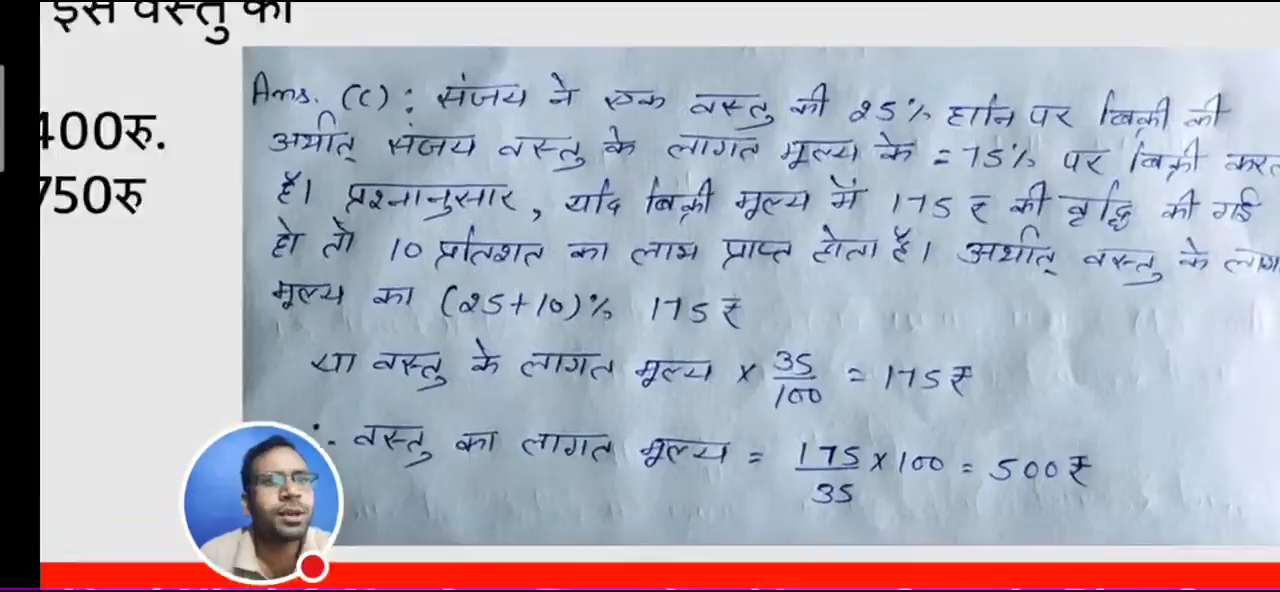 इस वस्तु का
400रु.
750रु
Ans. (C) : संजय ने एक वस्तु की 25% हानि पर बिक्री की
अर्थात् संजय वस्तु के लागत मूल्य के = 75% पर बिक्री करत
है। प्रश्नानुसार, यदि बिक्री मूल्य में 175 ₹ की वृद्धि की गई
हो तो 10 प्रतिशत का लाभ प्राप्त होता है। अर्थात् वस्तु के लाग
मूल्य का (25+10)% 175 ₹
या वस्तु के लागत मूल्य × 35/100 = 175 ₹
∴ वस्तु का लागत मूल्य = 175/35 × 100 = 500 ₹